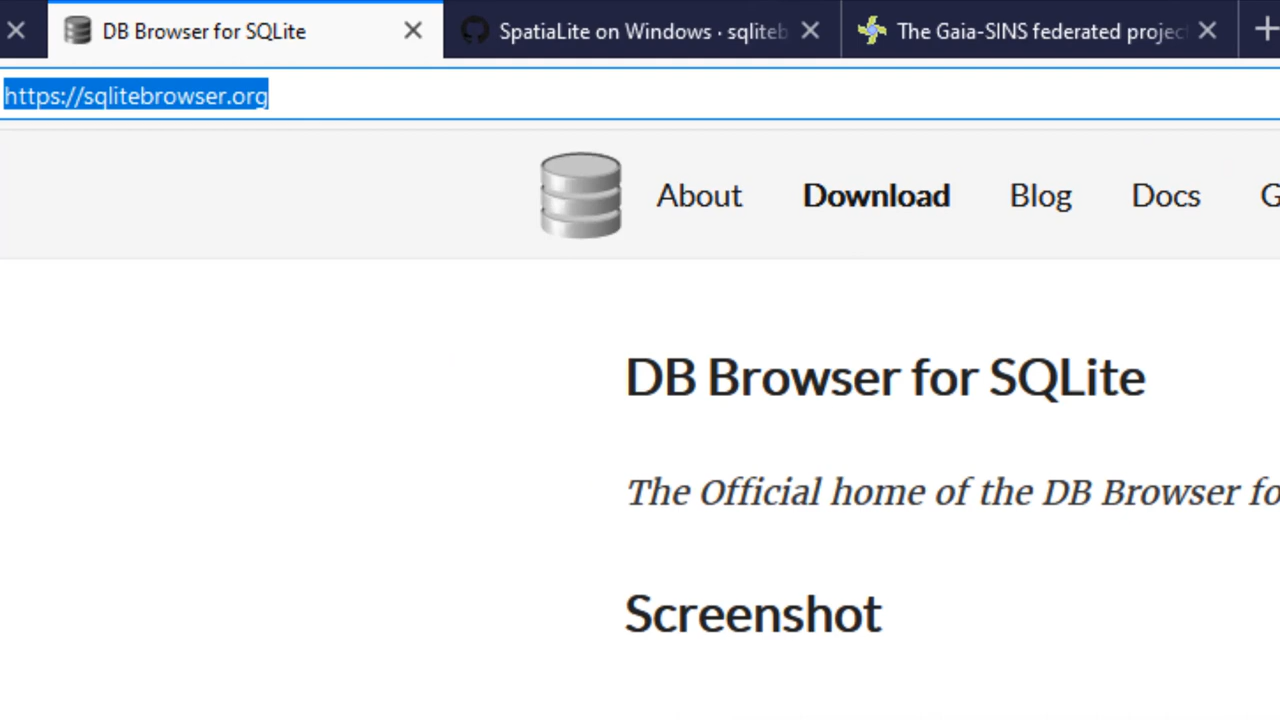 DB Browser for SQLite
SpatiaLite on Windows · sqliteb
The Gaia-SINS federated projec
https://sqlitebrowser.org
About Download Blog Docs G
DB Browser for SQLite
The Official home of the DB Browser fo
Screenshot